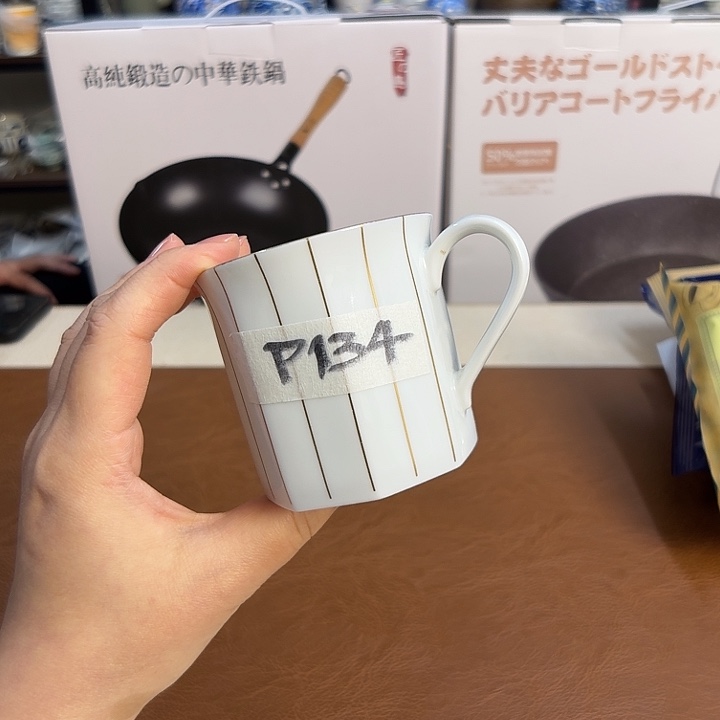 高純鍛造の中華鉄鍋
丈夫なゴールドスト
バリアコートフライパ
P134